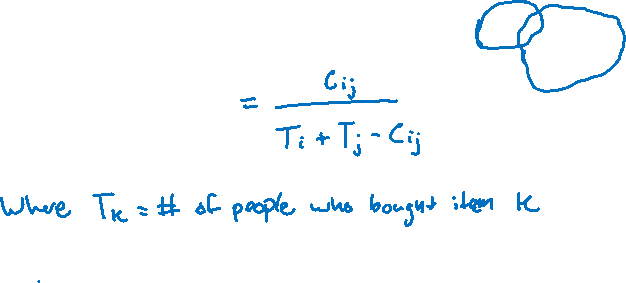 = Cij / (Ti + Tj - Cij)
Where TK = # of people who bought item K